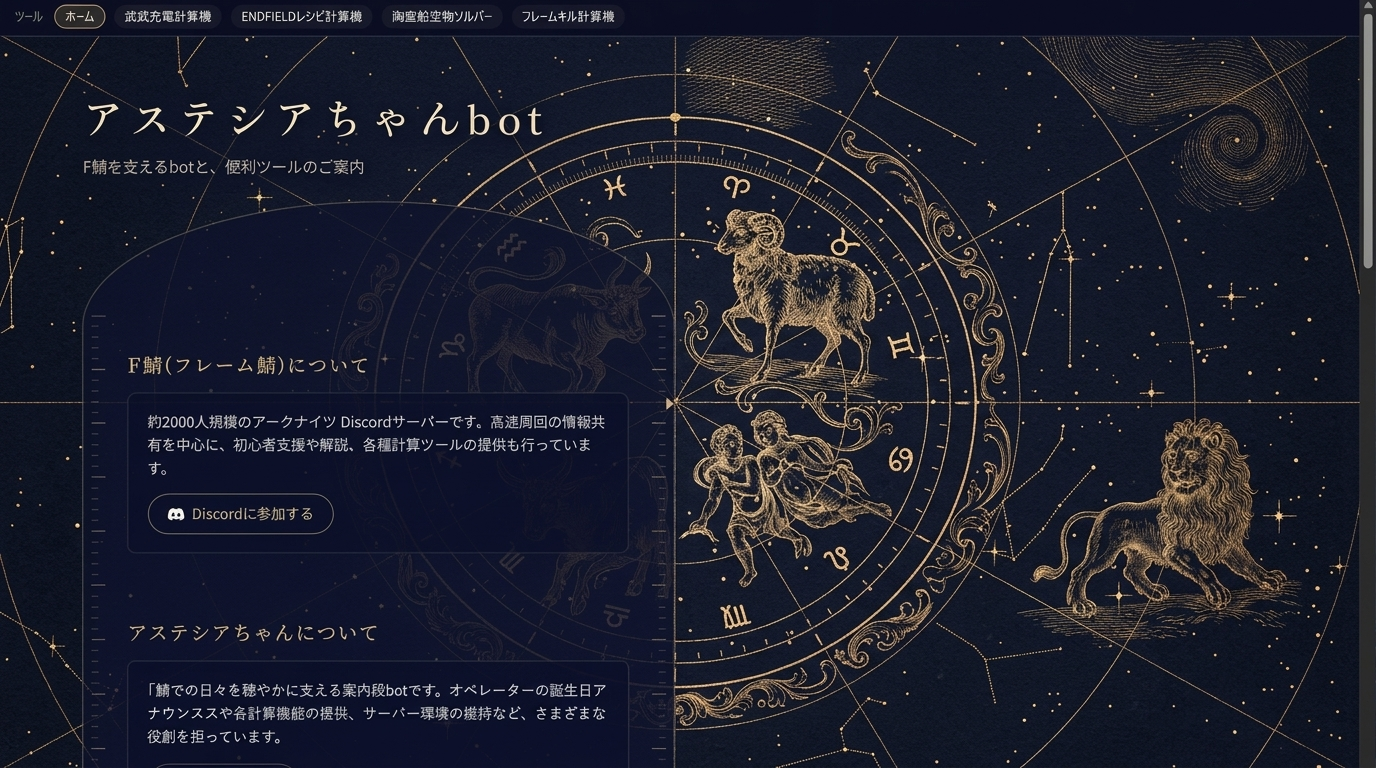 ツール
ホーム
武武充電計算機
ENDFIELDレシピ計算機
ソルバー
フレームキル計算機
アステシアちゃんbot
F鯖を支えるbotと、便利ツールのご案内
F鯖(フレーム鯖)について
約2000人規模のアークナイツ Discordサーバーです。高速周回の情報共
有を中心に、初心者支援や解説、各種計算ツールの提供も行っていま
す。
Discordに参加する
アステシアちゃんについて
「鯖での日々を穏やかに支える案内段botです。オペレーターの誕生日ア
ナウンススや各計算機能の提供、サーバー環境の維持など、さまざまな
役創を担っています。